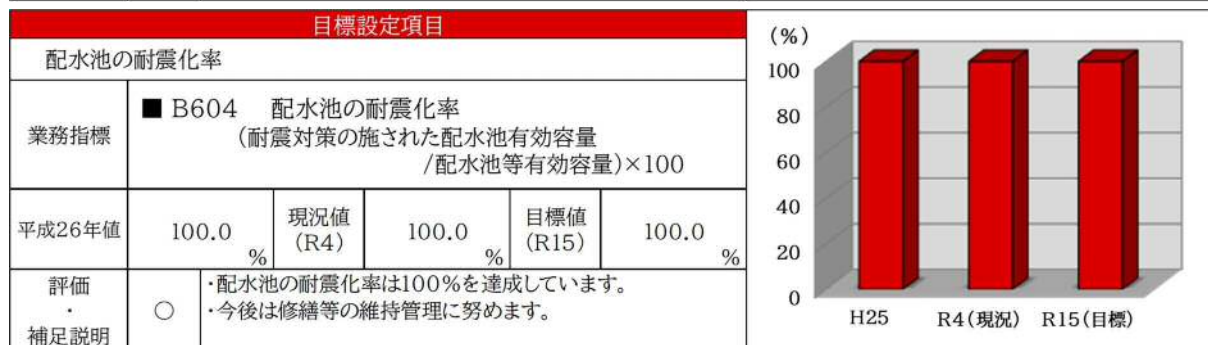 目標設定項目
配水池の耐震化率
業務指標
■ B604 配水池の耐震化率
(耐震対策の施された配水池有効容量
/配水池等有効容量)×100
平成26年値
100.0 %
現況値
(R4)
100.0 %
目標値
(R15)
100.0 %
評価
・
補足説明
○
・配水池の耐震化率は100%を達成しています。
・今後は修繕等の維持管理に努めます。
(%)
100
80
60
40
20
0
H25 R4(現況) R15(目標)